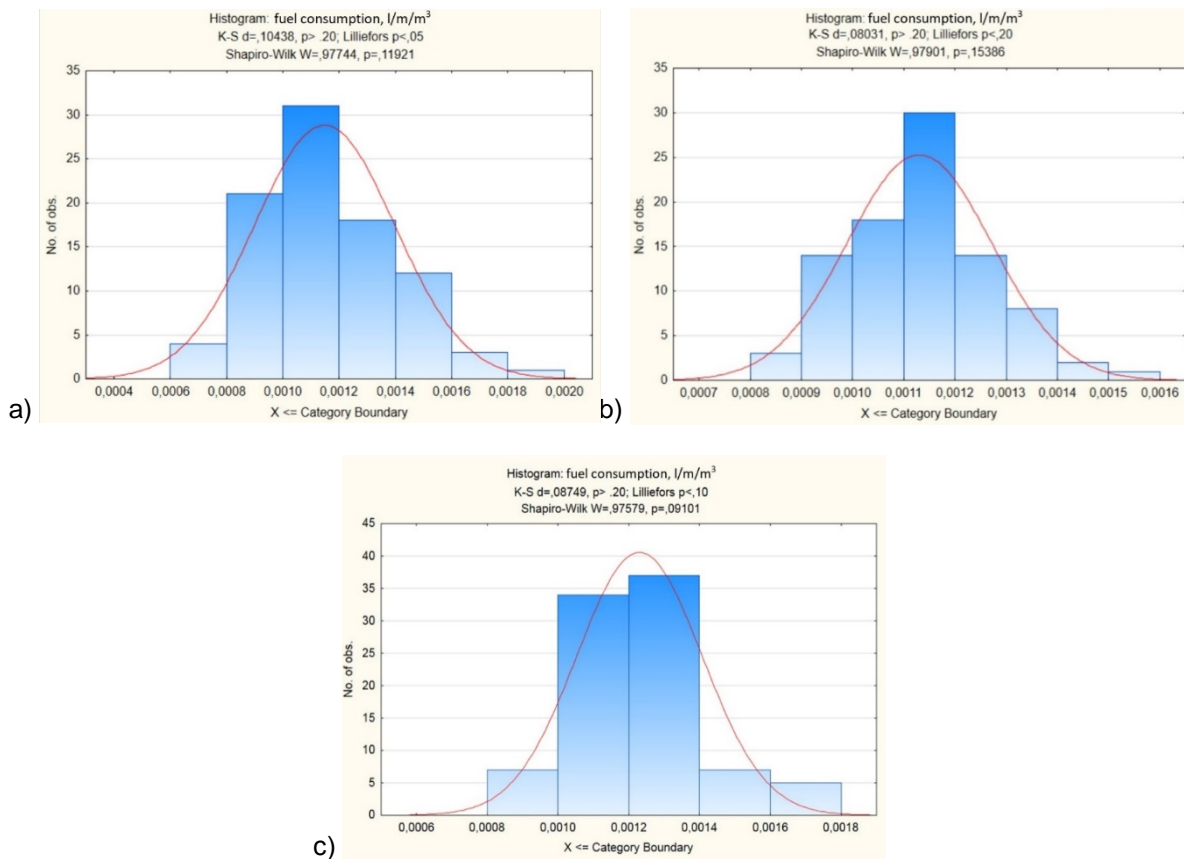 Histogram: fuel consumption, l/m/m³
K-S d=,10438, p> .20; Lilliefors p<,05
Shapiro-Wilk W=,97744, p=,11921
35
30
25
20
15
10
5
0
No. of obs.
0,0004 0,0006 0,0008 0,0010 0,0012 0,0014 0,0016 0,0018 0,0020
X <= Category Boundary
a)
Histogram: fuel consumption, l/m/m³
K-S d=,08031, p> .20; Lilliefors p<,20
Shapiro-Wilk W=,97901, p=,15386
35
30
25
20
15
10
5
0
No. of obs.
0,0007 0,0008 0,0009 0,0010 0,0011 0,0012 0,0013 0,0014 0,0015 0,0016
X <= Category Boundary
b)
Histogram: fuel consumption, l/m/m³
K-S d=,08749, p> .20; Lilliefors p<,10
Shapiro-Wilk W=,97579, p=,09101
45
40
35
30
25
20
15
10
5
0
No. of obs.
0,0006 0,0008 0,0010 0,0012 0,0014 0,0016 0,0018
X <= Category Boundary
c)